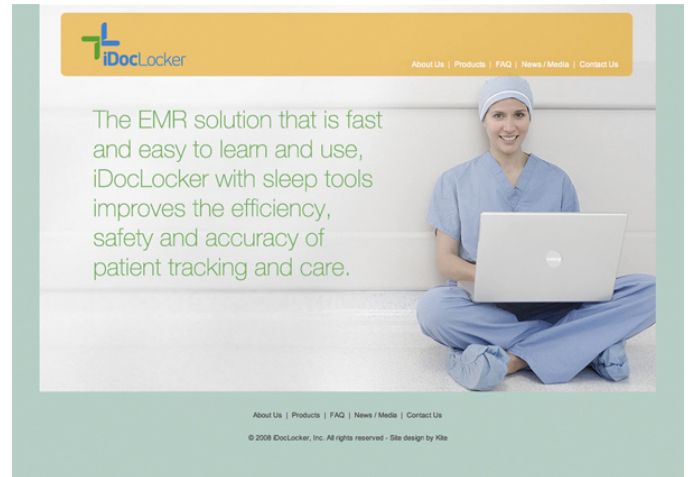 iDocLocker
About Us | Products | FAQ | News / Media | Contact Us
The EMR solution that is fast
and easy to learn and use,
iDocLocker with sleep tools
improves the efficiency,
safety and accuracy of
patient tracking and care.
DELL
About Us | Products | FAQ | News / Media | Contact Us
© 2008 iDocLocker, Inc. All rights reserved - Site design by Kite